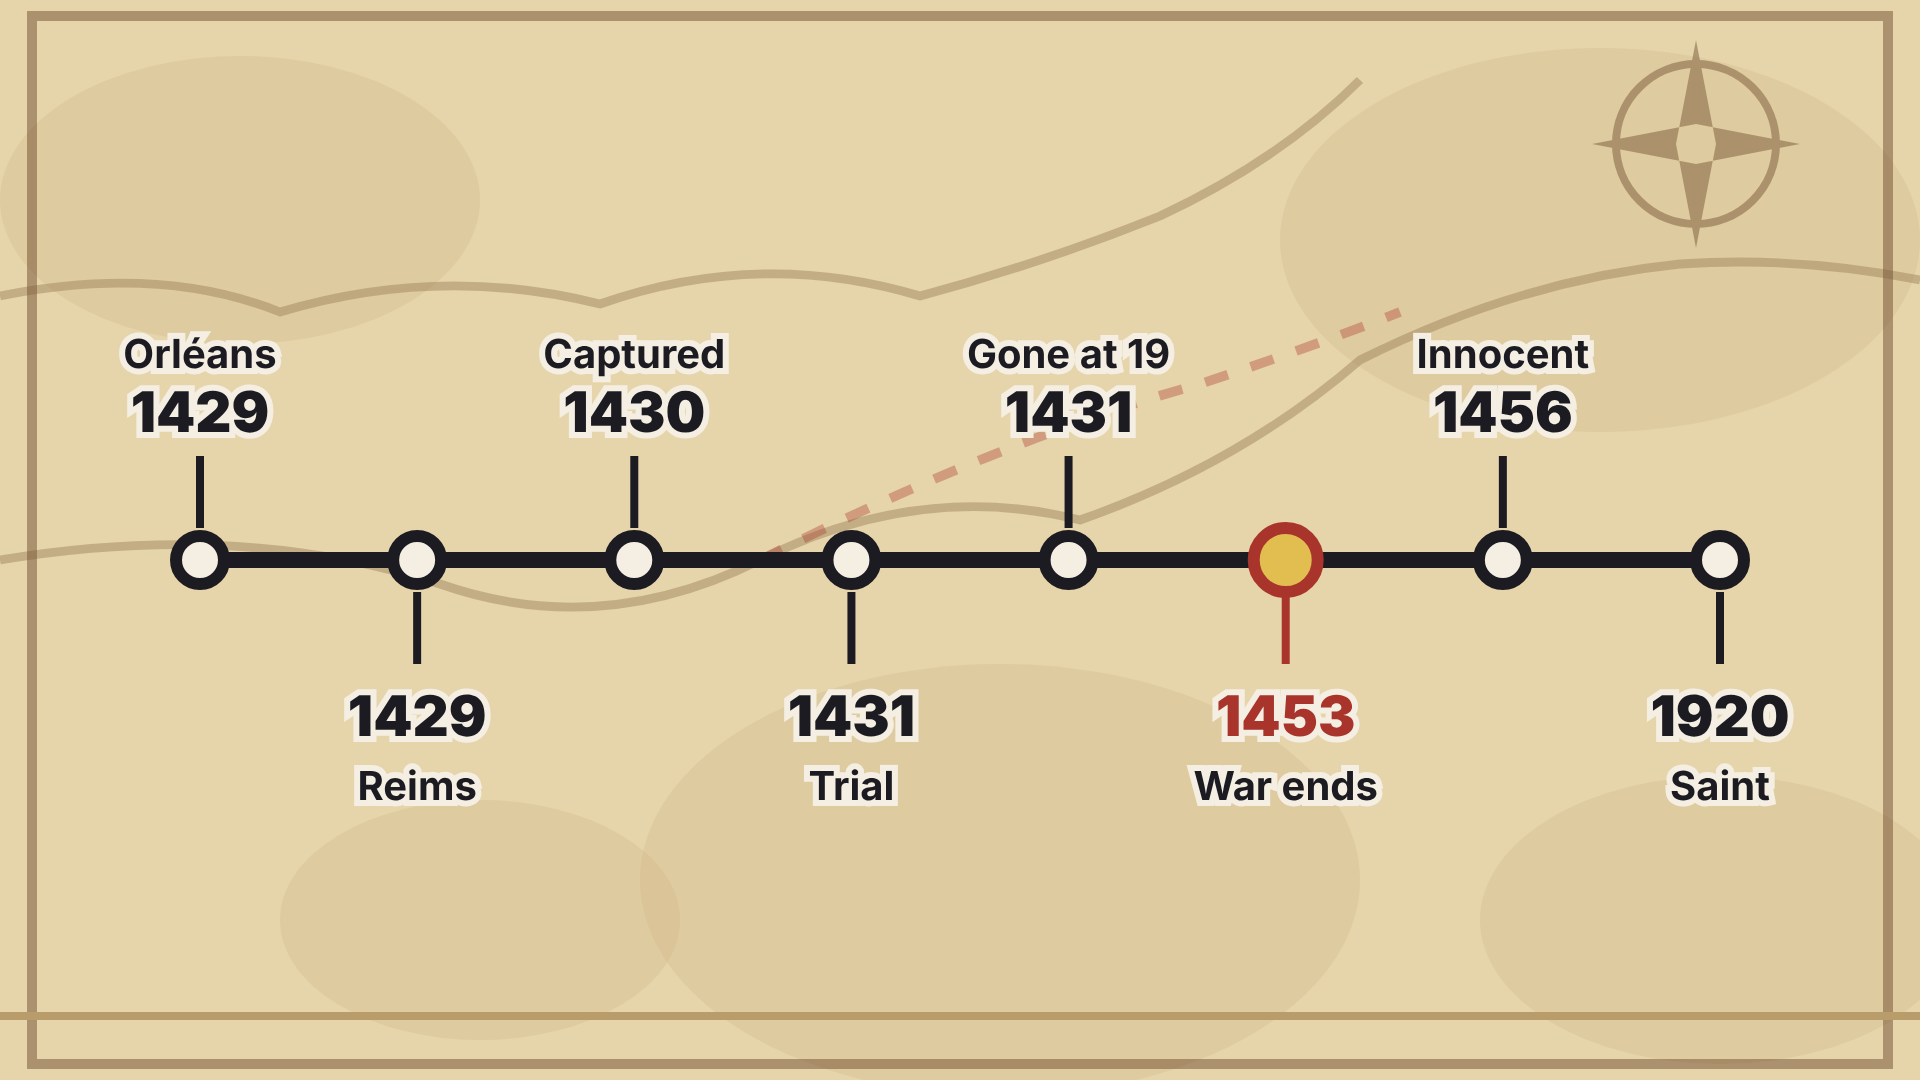 Orléans
1429
1429
Reims
Captured
1430
1431
Trial
Gone at 19
1431
1453
War ends
Innocent
1456
1920
Saint